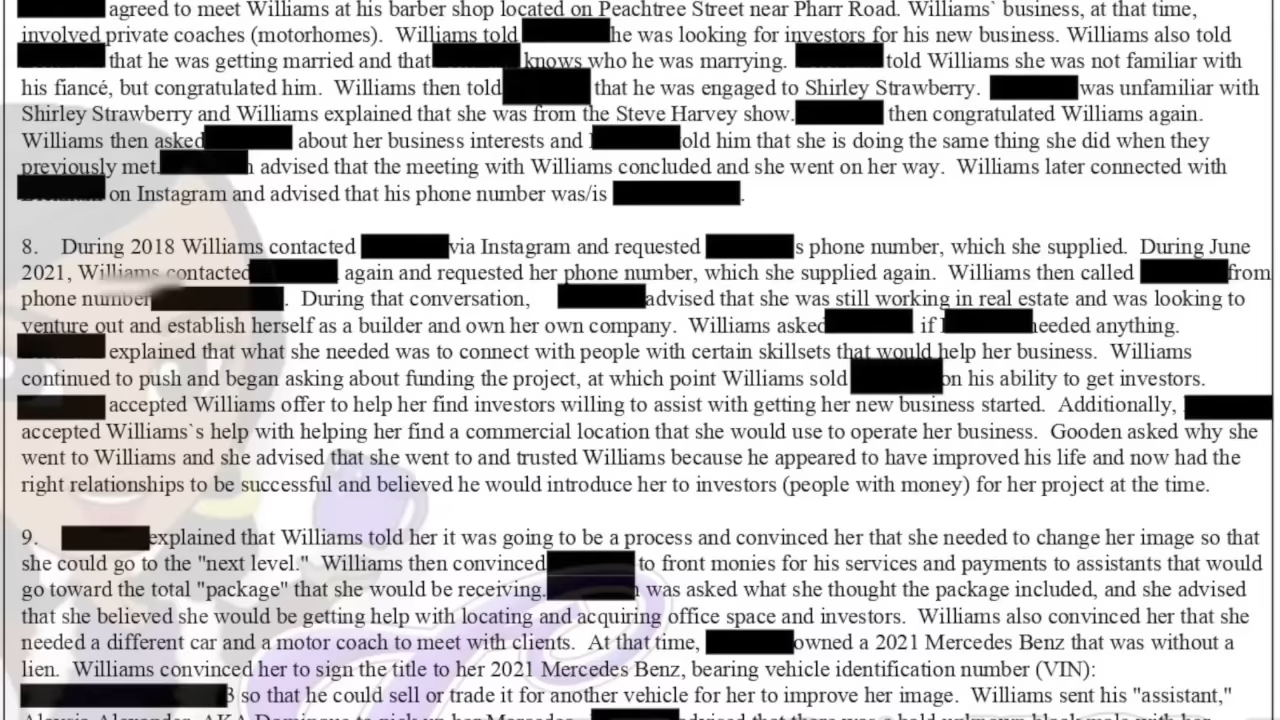 agreed to meet Williams at his barber shop located on Peachtree Street near Pharr Road. Williams` business, at that time,
involved private coaches (motorhomes). Williams told he was looking for investors for his new business. Williams also told
that he was getting married and that knows who he was marrying. told Williams she was not familiar with
his fiancé, but congratulated him. Williams then told that he was engaged to Shirley Strawberry. was unfamiliar with
Shirley Strawberry and Williams explained that she was from the Steve Harvey show. then congratulated Williams again.
Williams then asked about her business interests and old him that she is doing the same thing she did when they
previously met. advised that the meeting with Williams concluded and she went on her way. Williams later connected with
on Instagram and advised that his phone number was/is .
8. During 2018 Williams contacted via Instagram and requested s phone number, which she supplied. During June
2021, Williams contacted again and requested her phone number, which she supplied again. Williams then called from
phone number . During that conversation, advised that she was still working in real estate and was looking to
venture out and establish herself as a builder and own her own company. Williams asked if eeded anything.
explained that what she needed was to connect with people with certain skillsets that would help her business. Williams
continued to push and began asking about funding the project, at which point Williams sold on his ability to get investors.
accepted Williams offer to help her find investors willing to assist with getting her new business started. Additionally,
accepted Williams`s help with helping her find a commercial location that she would use to operate her business. Gooden asked why she
went to Williams and she advised that she went to and trusted Williams because he appeared to have improved his life and now had the
right relationships to be successful and believed he would introduce her to investors (people with money) for her project at the time.
9. explained that Williams told her it was going to be a process and convinced her that she needed to change her image so that
she could go to the "next level." Williams then convinced to front monies for his services and payments to assistants that would
go toward the total "package" that she would be receiving. was asked what she thought the package included, and she advised
that she believed she would be getting help with locating and acquiring office space and investors. Williams also convinced her that she
needed a different car and a motor coach to meet with clients. At that time, owned a 2021 Mercedes Benz that was without a
lien. Williams convinced her to sign the title to her 2021 Mercedes Benz, bearing vehicle identification number (VIN):
3 so that he could sell or trade it for another vehicle for her to improve her image. Williams sent his "assistant,"